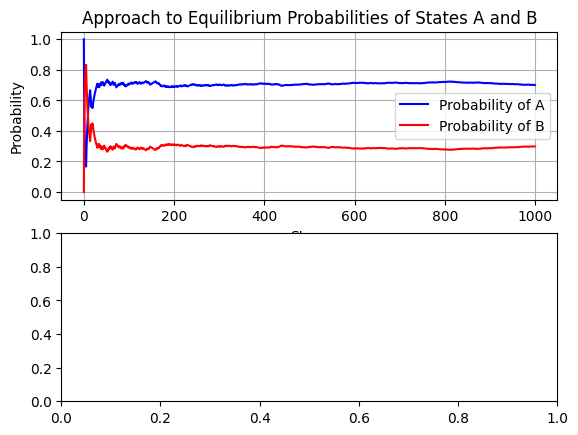 Approach to Equilibrium Probabilities of States A and B
1.0
0.8
0.6
0.4
0.2
0.0
Probability
Probability of A
Probability of B
0 200 400 600 800 1000
1.0
0.8
0.6
0.4
0.2
0.0
0.0 0.2 0.4 0.6 0.8 1.0